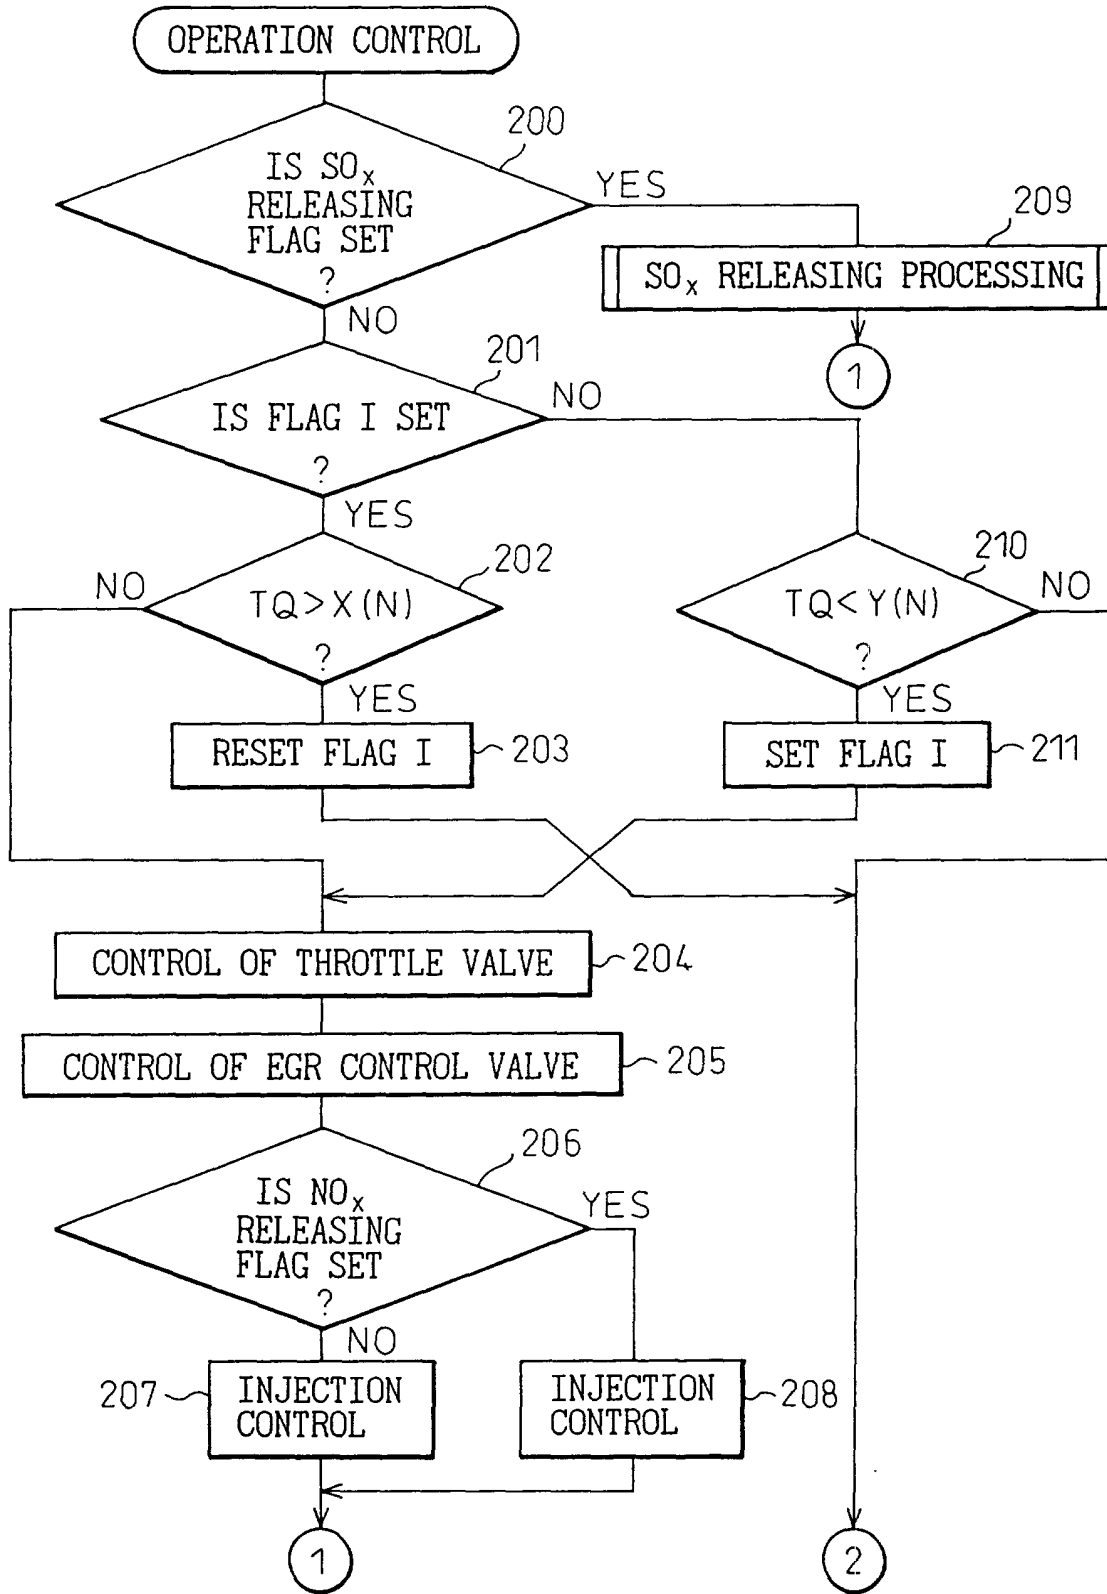 OPERATION CONTROL
200
IS SOx
RELEASING
FLAG SET
?
YES
NO
209
SOx RELEASING PROCESSING
1
201
IS FLAG I SET
?
NO
YES
202
NO
TQ>X(N)
?
YES
210
TQ<Y(N)
?
NO
YES
RESET FLAG I
203
SET FLAG I
211
CONTROL OF THROTTLE VALVE
204
CONTROL OF EGR CONTROL VALVE
205
206
IS NOx
RELEASING
FLAG SET
?
YES
NO
207
INJECTION
CONTROL
INJECTION
CONTROL
208
1
2